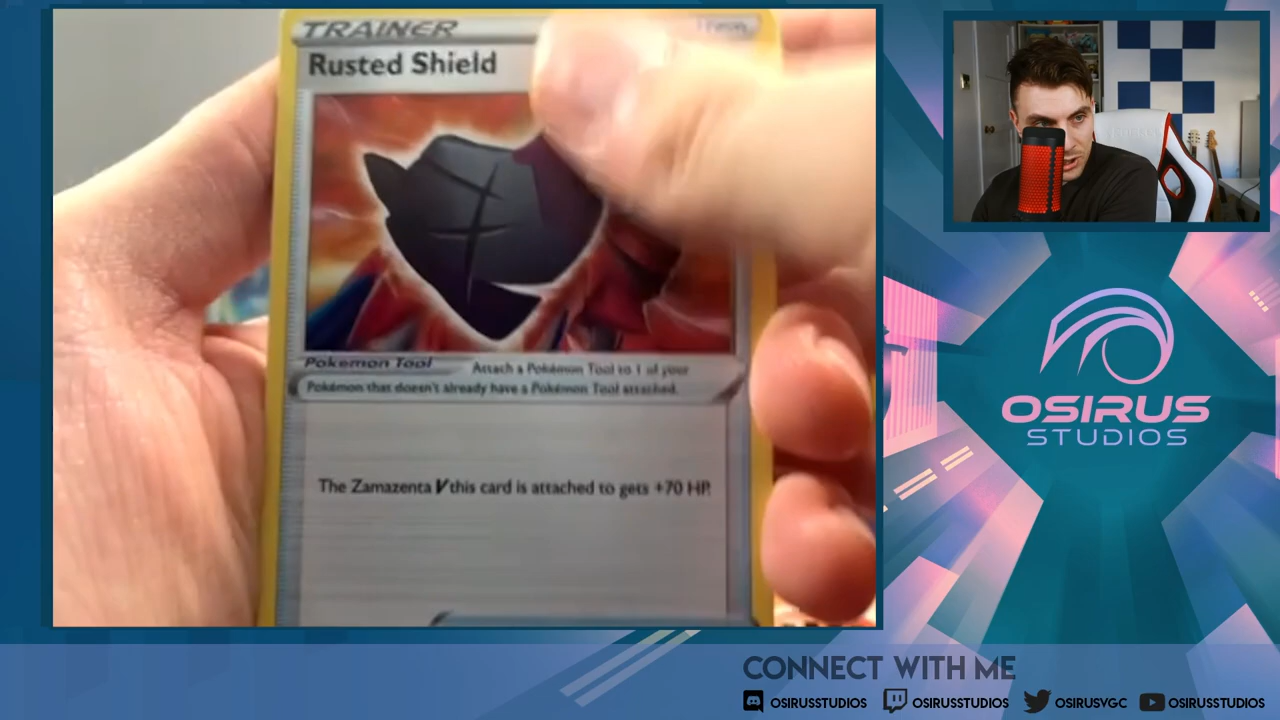 TRAINER
Item
Rusted Shield
Pokémon Tool
Attach a Pokémon Tool to 1 of your
Pokémon that doesn't already have a Pokémon Tool attached.
The Zamazenta V this card is attached to gets +70 HP.
OSIRUS
STUDIOS
CONNECT WITH ME
OSIRUSSTUDIOS
OSIRUSSTUDIOS
OSIRUSVGC
OSIRUSSTUDIOS